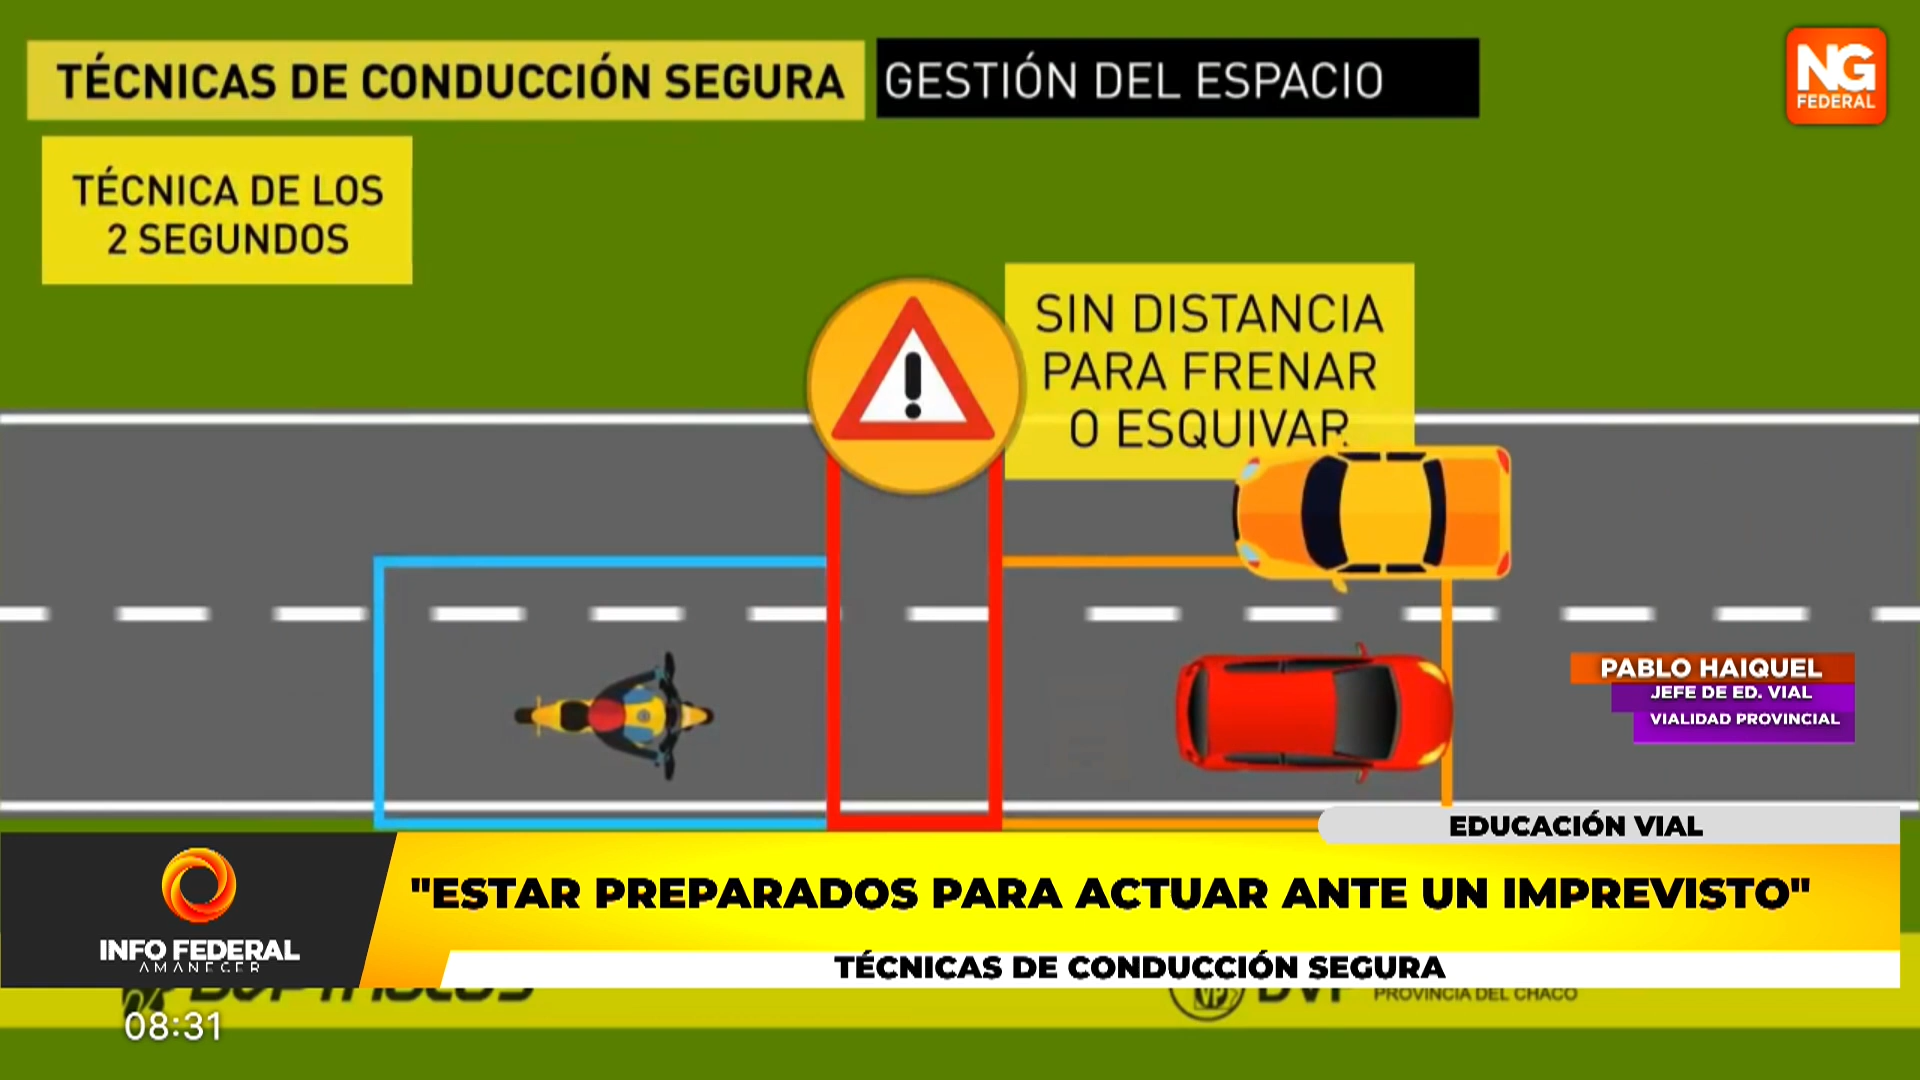 TÉCNICAS DE CONDUCCIÓN SEGURA
GESTIÓN DEL ESPACIO
NG
FEDERAL
TÉCNICA DE LOS
2 SEGUNDOS
SIN DISTANCIA
PARA FRENAR
O ESQUIVAR
PABLO HAIQUEL
JEFE DE ED. VIAL
VIALIDAD PROVINCIAL
EDUCACIÓN VIAL
"ESTAR PREPARADOS PARA ACTUAR ANTE UN IMPREVISTO"
INFO FEDERAL
AMANECER
TÉCNICAS DE CONDUCCIÓN SEGURA
PROVINCIA DEL CHACO
08:31